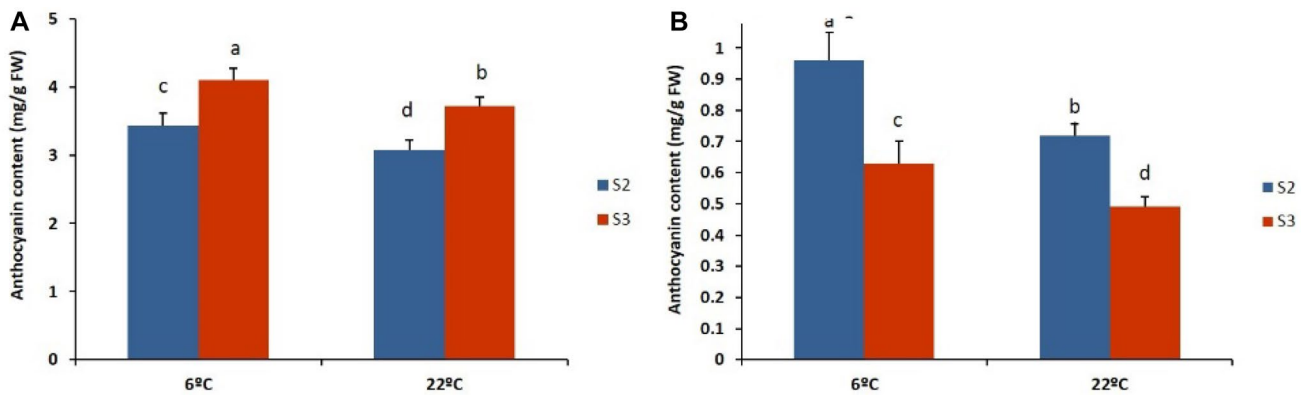 A
Anthocyanin content (mg/g FW)
5
4
3
2
1
0
c
a
d
b
6ºC
22ºC
S2
S3
B
Anthocyanin content (mg/g FW)
1
0.9
0.8
0.7
0.6
0.5
0.4
0.3
0.2
0.1
0
a
c
b
d
6ºC
22ºC
S2
S3